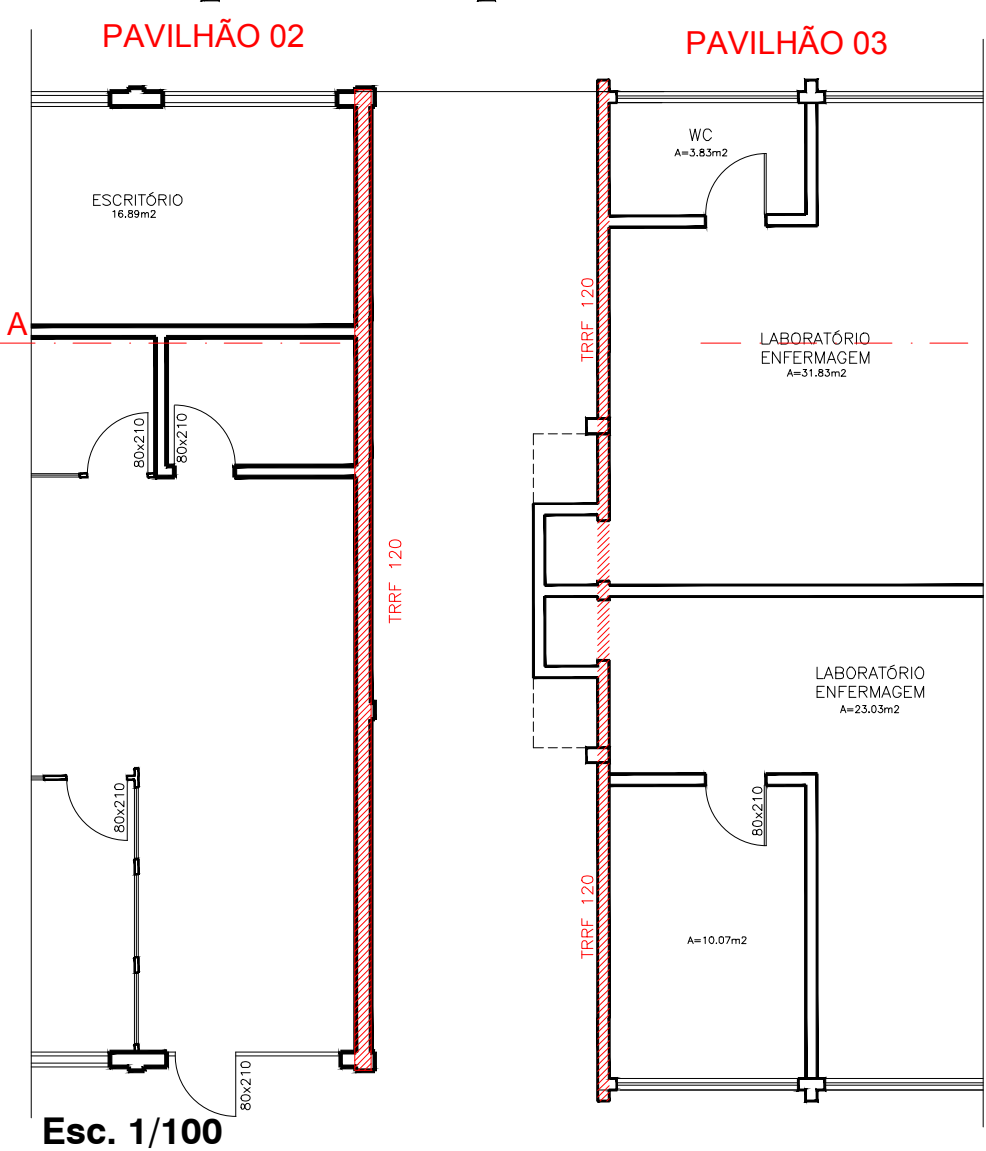 PAVILHÃO 02
PAVILHÃO 03
WC
A=3.83m2
ESCRITÓRIO
16.89m2
TRRF 120
A
LABORATÓRIO
ENFERMAGEM
A=31.83m2
80x210
80x210
TRRF 120
LABORATÓRIO
ENFERMAGEM
A=23.03m2
80x210
80x210
TRRF 120
A=10.07m2
80x210
Esc. 1/100